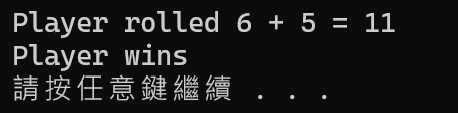 Player rolled 6 + 5 = 11
Player wins
請按任意鍵繼續 . . .